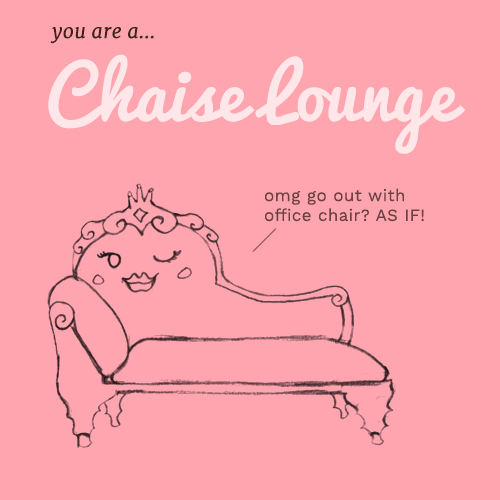 you are a...
Chaise Lounge
omg go out with
office chair? AS IF!